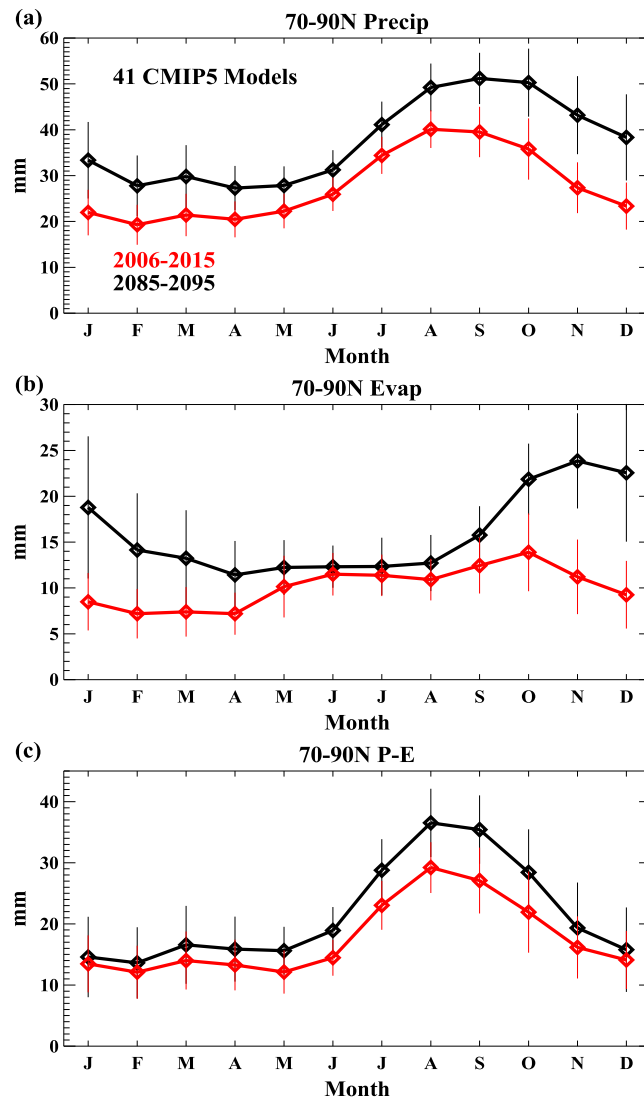 (a)
70-90N Precip
60
50
40
30
20
10
0
mm
41 CMIP5 Models
2006-2015
2085-2095
J F M A M J J A S O N D
Month
(b)
70-90N Evap
30
25
20
15
10
5
0
mm
J F M A M J J A S O N D
Month
(c)
70-90N P-E
40
30
20
10
0
mm
J F M A M J J A S O N D
Month